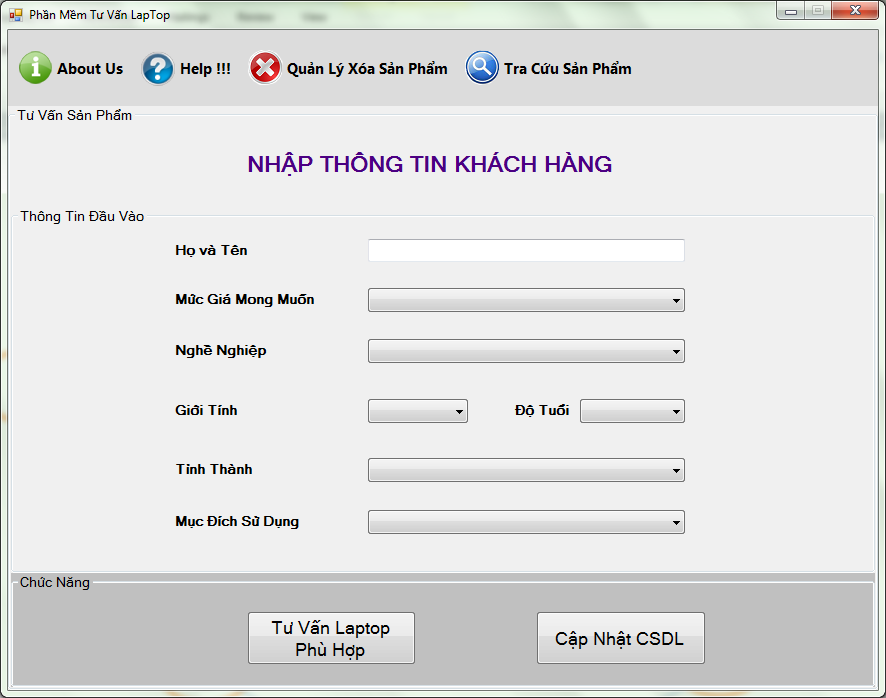 Phần Mềm Tư Vấn LapTop
About Us Help !!! Quản Lý Xóa Sản Phẩm Tra Cứu Sản Phẩm
Tư Vấn Sản Phẩm
NHẬP THÔNG TIN KHÁCH HÀNG
Thông Tin Đầu Vào
Họ và Tên
Mức Giá Mong Muốn
Nghề Nghiệp
Giới Tính Độ Tuổi
Tỉnh Thành
Mục Đích Sử Dụng
Chức Năng
Tư Vấn Laptop
Phù Hợp
Cập Nhật CSDL